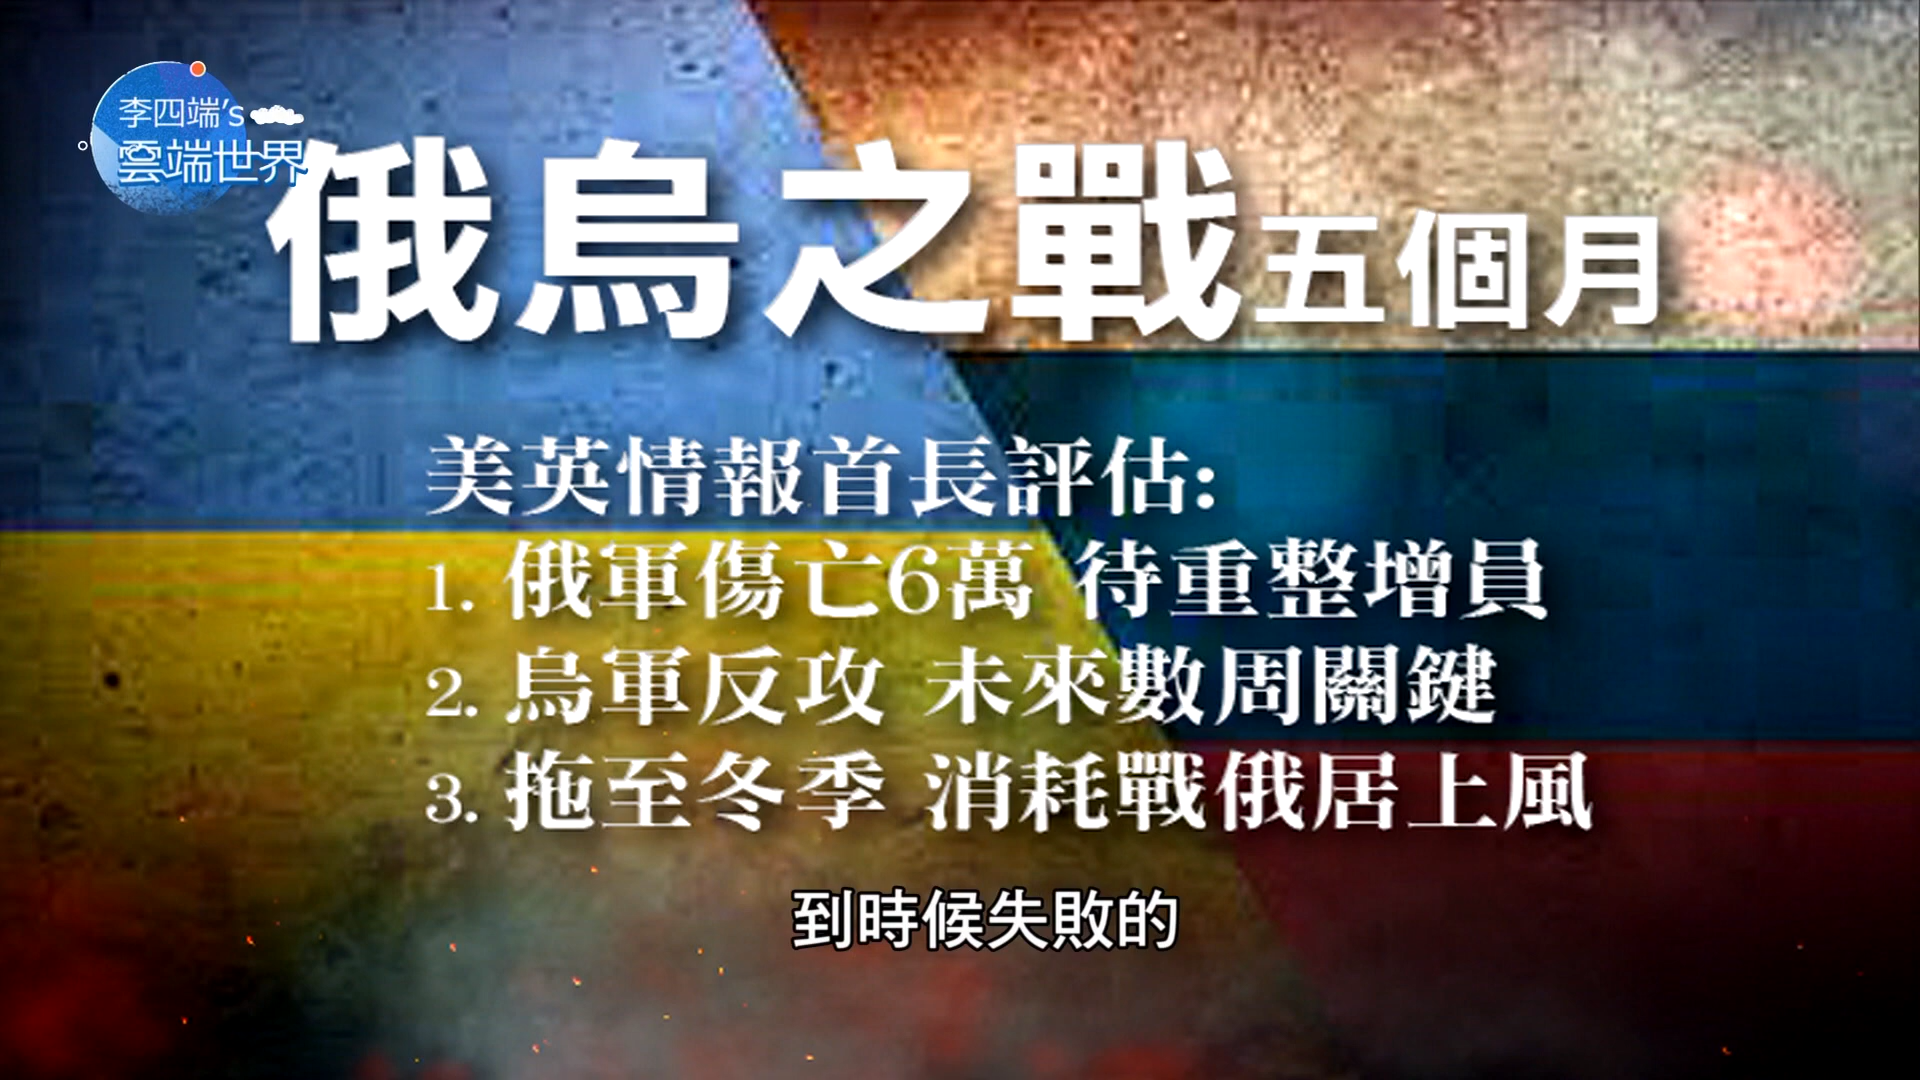 李四端's
雲端世界
俄烏之戰五個月
美英情報首長評估:
1. 俄軍傷亡6萬 待重整增員
2. 烏軍反攻 未來數周關鍵
3. 拖至冬季 消耗戰俄居上風
到時候失敗的